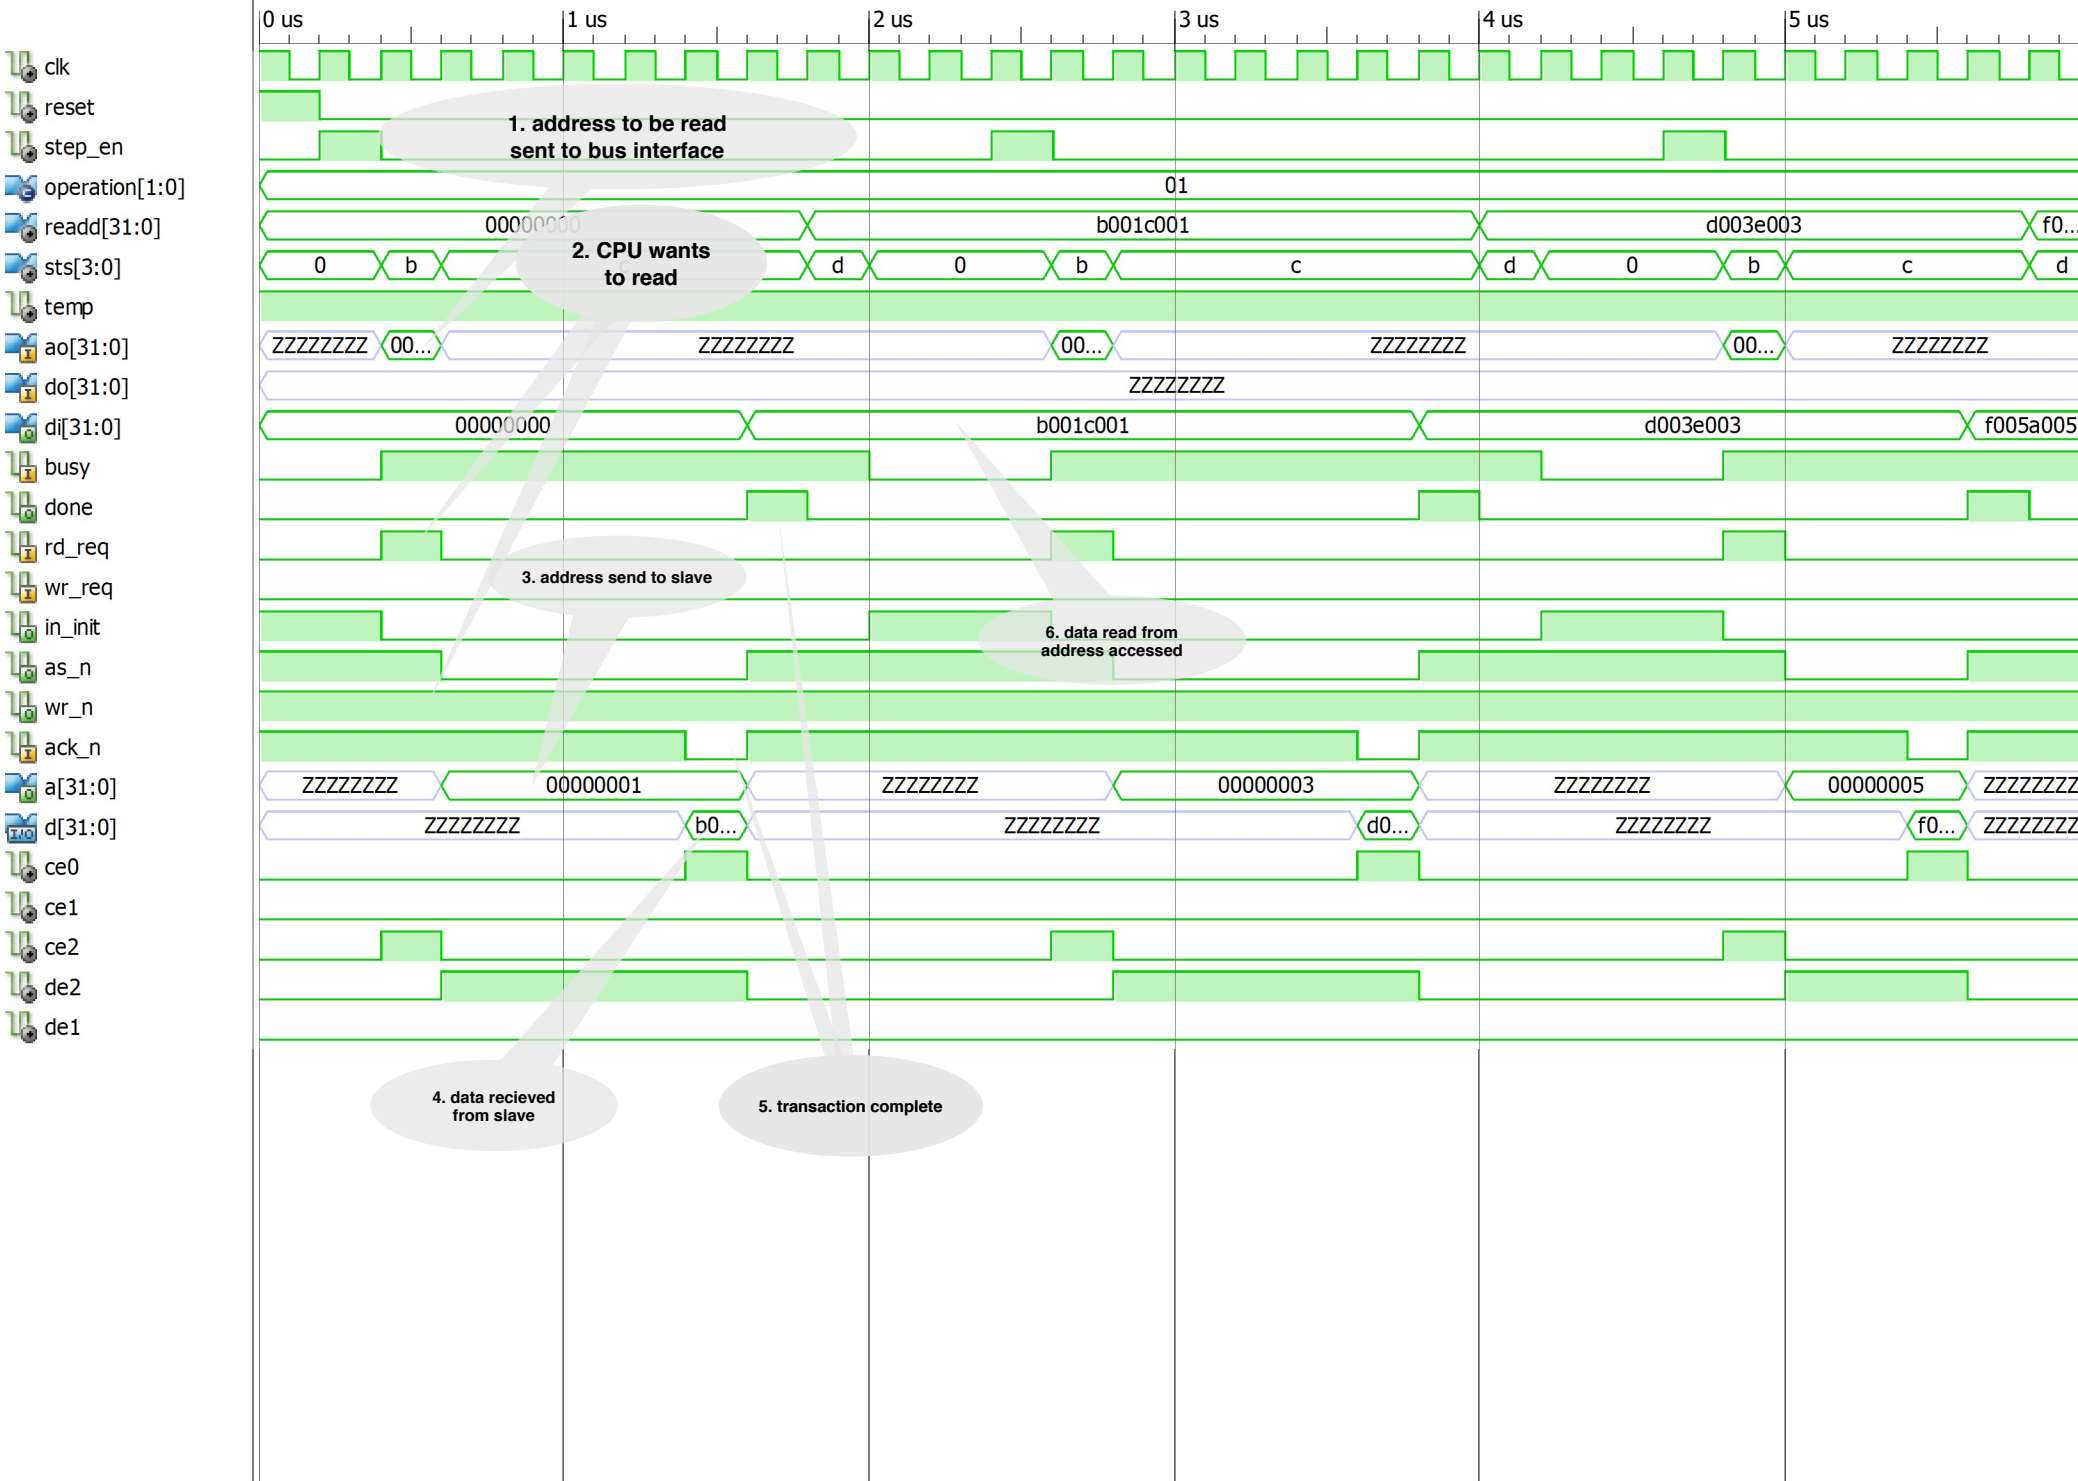 0 us 1 us 2 us 3 us 4 us 5 us
clk
reset
1. address to be read
sent to bus interface
step_en
operation[1:0] 01
readd[31:0] 00000000 b001c001 d003e003 f0...
2. CPU wants
to read
sts[3:0] 0 b c d 0 b c d 0 b c d
temp
ao[31:0] ZZZZZZZZ 00... ZZZZZZZZ 00... ZZZZZZZZ 00... ZZZZZZZZ
do[31:0] ZZZZZZZZ
di[31:0] 00000000 b001c001 d003e003 f005a005
busy
done
rd_req
3. address send to slave
wr_req
in_init
6. data read from
address accessed
as_n
wr_n
ack_n
a[31:0] ZZZZZZZZ 00000001 ZZZZZZZZ 00000003 ZZZZZZZZ 00000005 ZZZZZZZZ
d[31:0] ZZZZZZZZ b0... ZZZZZZZZ d0... ZZZZZZZZ f0... ZZZZZZZZ
ce0
ce1
ce2
de2
de1
4. data recieved
from slave
5. transaction complete